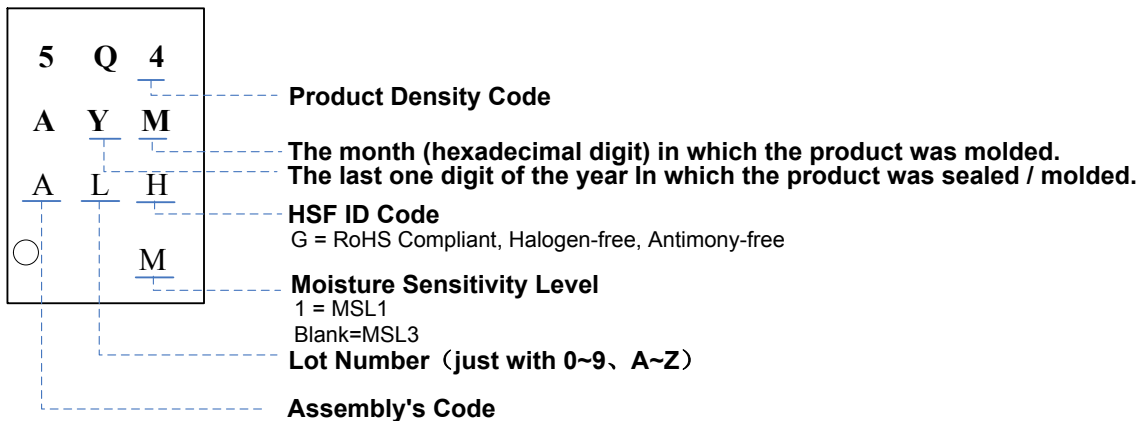 5 Q 4
Product Density Code
A Y M
The month (hexadecimal digit) in which the product was molded.
The last one digit of the year In which the product was sealed / molded.
A L H
HSF ID Code
G = RoHS Compliant, Halogen-free, Antimony-free
M
Moisture Sensitivity Level
1 = MSL1
Blank=MSL3
Lot Number（just with 0~9、A~Z）
Assembly's Code